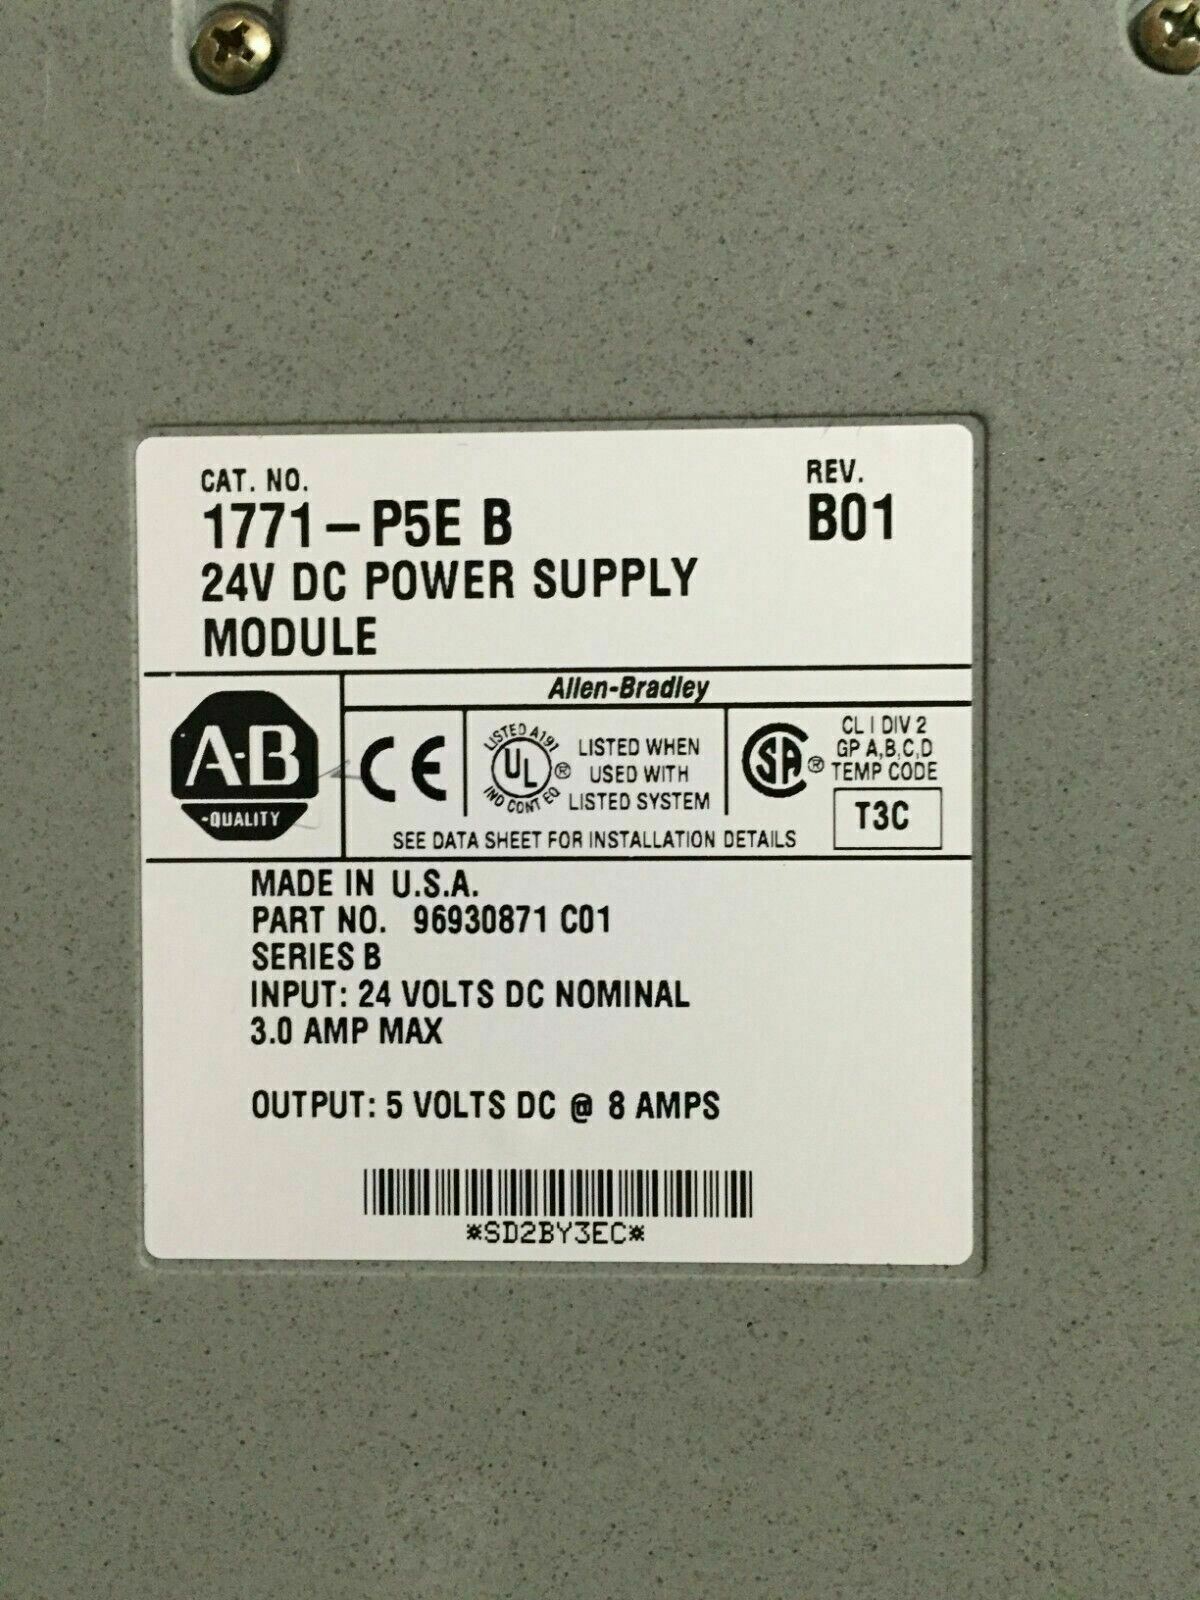 CAT. NO.
1771-P5E B
REV.
B01
24V DC POWER SUPPLY
MODULE
Allen-Bradley
A-B
-QUALITY
CE
LISTED A191
UL
®
IND CONT EQ
LISTED WHEN
USED WITH
LISTED SYSTEM
SA
®
CL I DIV 2
GP A,B,C,D
TEMP CODE
T3C
SEE DATA SHEET FOR INSTALLATION DETAILS
MADE IN U.S.A.
PART NO. 96930871 C01
SERIES B
INPUT: 24 VOLTS DC NOMINAL
3.0 AMP MAX
OUTPUT: 5 VOLTS DC @ 8 AMPS
*SD2BY3EC*